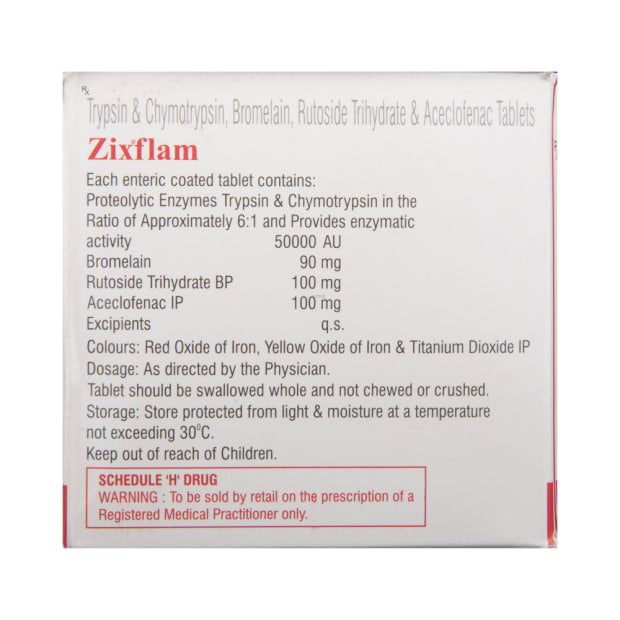 Rx
Trypsin & Chymotrypsin, Bromelain, Rutoside Trihydrate & Aceclofenac Tablets
Zixflam®
Each enteric coated tablet contains:
Proteolytic Enzymes Trypsin & Chymotrypsin in the
Ratio of Approximately 6:1 and Provides enzymatic
activity 50000 AU
Bromelain 90 mg
Rutoside Trihydrate BP 100 mg
Aceclofenac IP 100 mg
Excipients q.s.
Colours: Red Oxide of Iron, Yellow Oxide of Iron & Titanium Dioxide IP
Dosage: As directed by the Physician.
Tablet should be swallowed whole and not chewed or crushed.
Storage: Store protected from light & moisture at a temperature
not exceeding 30⁰C.
Keep out of reach of Children.
SCHEDULE 'H' DRUG
WARNING : To be sold by retail on the prescription of a
Registered Medical Practitioner only.